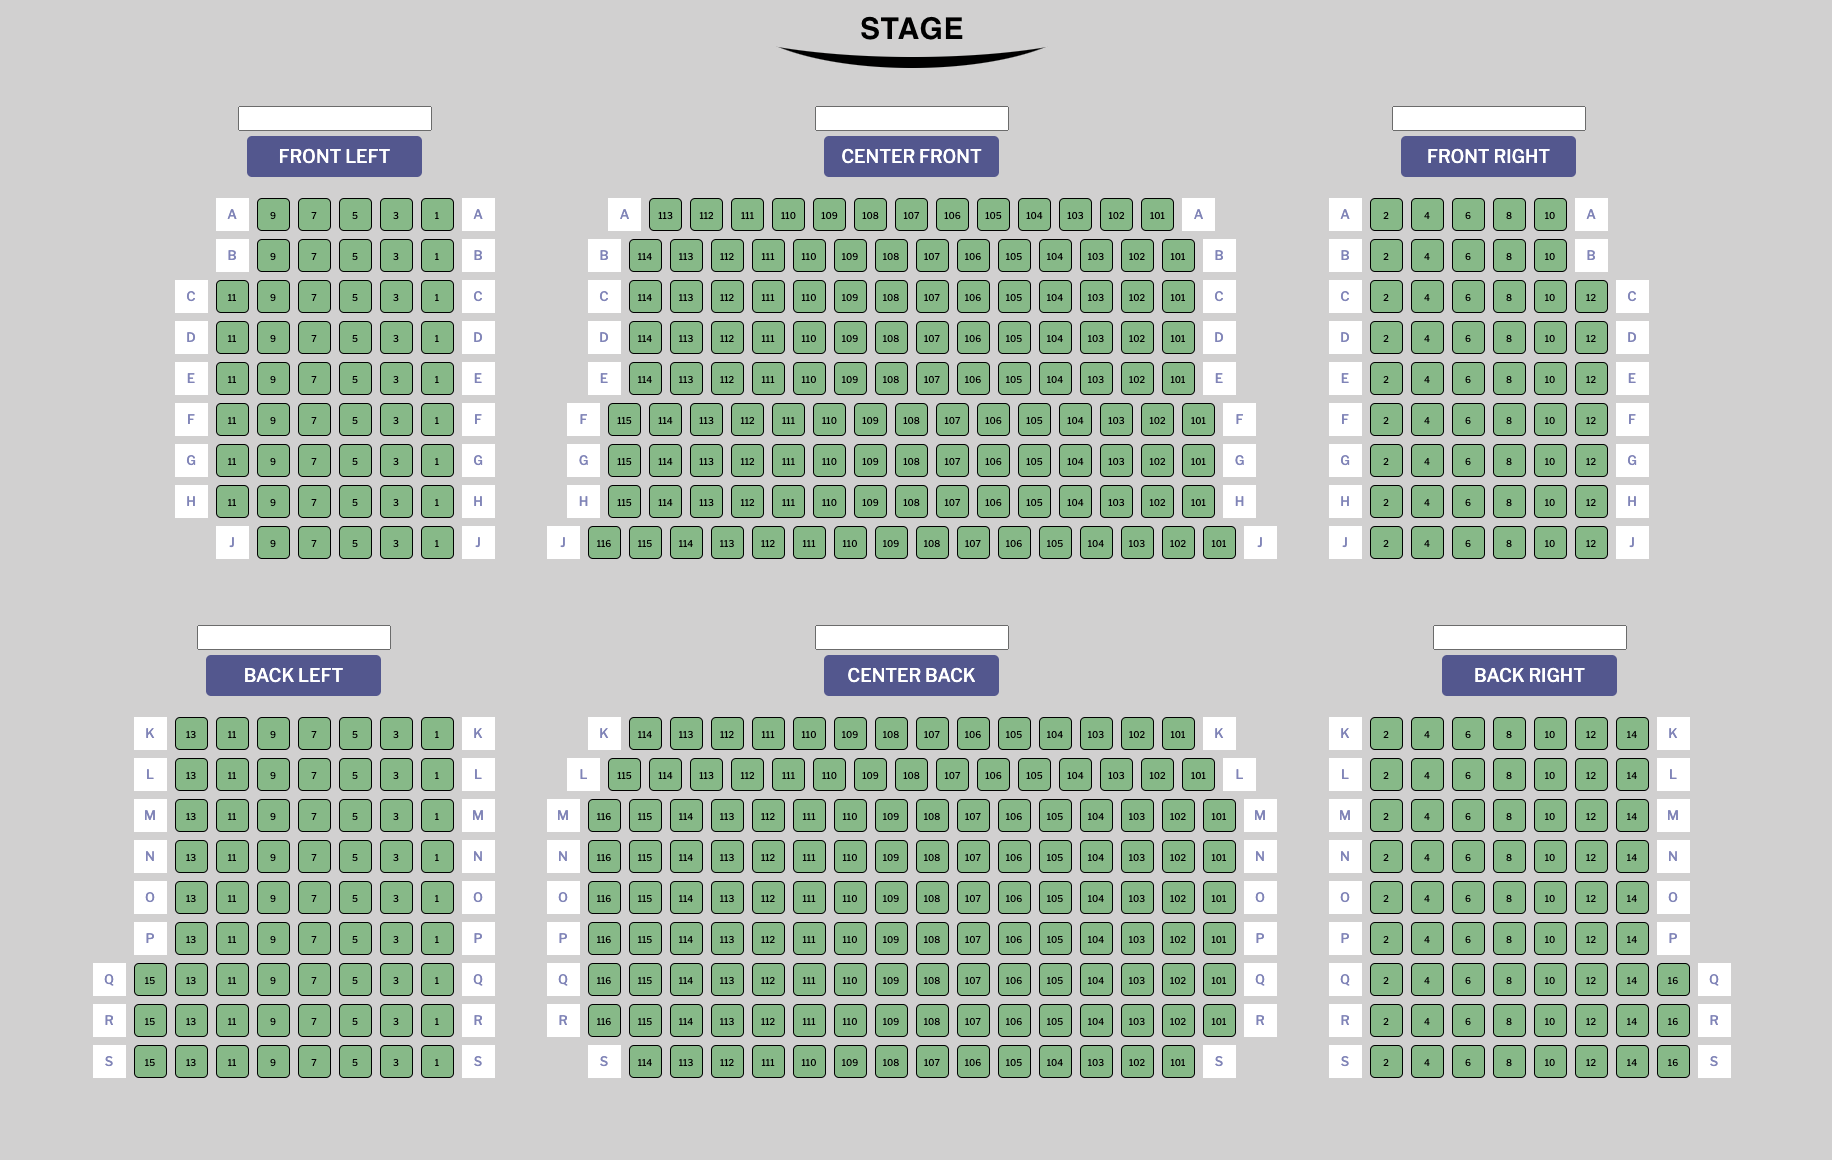 STAGE
FRONT LEFT CENTER FRONT FRONT RIGHT
A 9 7 5 3 1 A A 113 112 111 110 109 108 107 106 105 104 103 102 101 A A 2 4 6 8 10 A
B 9 7 5 3 1 B B 114 113 112 111 110 109 108 107 106 105 104 103 102 101 B B 2 4 6 8 10 B
C 11 9 7 5 3 1 C C 114 113 112 111 110 109 108 107 106 105 104 103 102 101 C C 2 4 6 8 10 12 C
D 11 9 7 5 3 1 D D 114 113 112 111 110 109 108 107 106 105 104 103 102 101 D D 2 4 6 8 10 12 D
E 11 9 7 5 3 1 E E 114 113 112 111 110 109 108 107 106 105 104 103 102 101 E E 2 4 6 8 10 12 E
F 11 9 7 5 3 1 F F 115 114 113 112 111 110 109 108 107 106 105 104 103 102 101 F F 2 4 6 8 10 12 F
G 11 9 7 5 3 1 G G 115 114 113 112 111 110 109 108 107 106 105 104 103 102 101 G G 2 4 6 8 10 12 G
H 11 9 7 5 3 1 H H 115 114 113 112 111 110 109 108 107 106 105 104 103 102 101 H H 2 4 6 8 10 12 H
J 9 7 5 3 1 J J 116 115 114 113 112 111 110 109 108 107 106 105 104 103 102 101 J J 2 4 6 8 10 12 J
BACK LEFT CENTER BACK BACK RIGHT
K 13 11 9 7 5 3 1 K K 114 113 112 111 110 109 108 107 106 105 104 103 102 101 K K 2 4 6 8 10 12 14 K
L 13 11 9 7 5 3 1 L L 115 114 113 112 111 110 109 108 107 106 105 104 103 102 101 L L 2 4 6 8 10 12 14 L
M 13 11 9 7 5 3 1 M M 116 115 114 113 112 111 110 109 108 107 106 105 104 103 102 101 M M 2 4 6 8 10 12 14 M
N 13 11 9 7 5 3 1 N N 116 115 114 113 112 111 110 109 108 107 106 105 104 103 102 101 N N 2 4 6 8 10 12 14 N
O 13 11 9 7 5 3 1 O O 116 115 114 113 112 111 110 109 108 107 106 105 104 103 102 101 O O 2 4 6 8 10 12 14 O
P 13 11 9 7 5 3 1 P P 116 115 114 113 112 111 110 109 108 107 106 105 104 103 102 101 P P 2 4 6 8 10 12 14 P
Q 15 13 11 9 7 5 3 1 Q Q 116 115 114 113 112 111 110 109 108 107 106 105 104 103 102 101 Q Q 2 4 6 8 10 12 14 16 Q
R 15 13 11 9 7 5 3 1 R R 116 115 114 113 112 111 110 109 108 107 106 105 104 103 102 101 R R 2 4 6 8 10 12 14 16 R
S 15 13 11 9 7 5 3 1 S S 114 113 112 111 110 109 108 107 106 105 104 103 102 101 S S 2 4 6 8 10 12 14 16 S